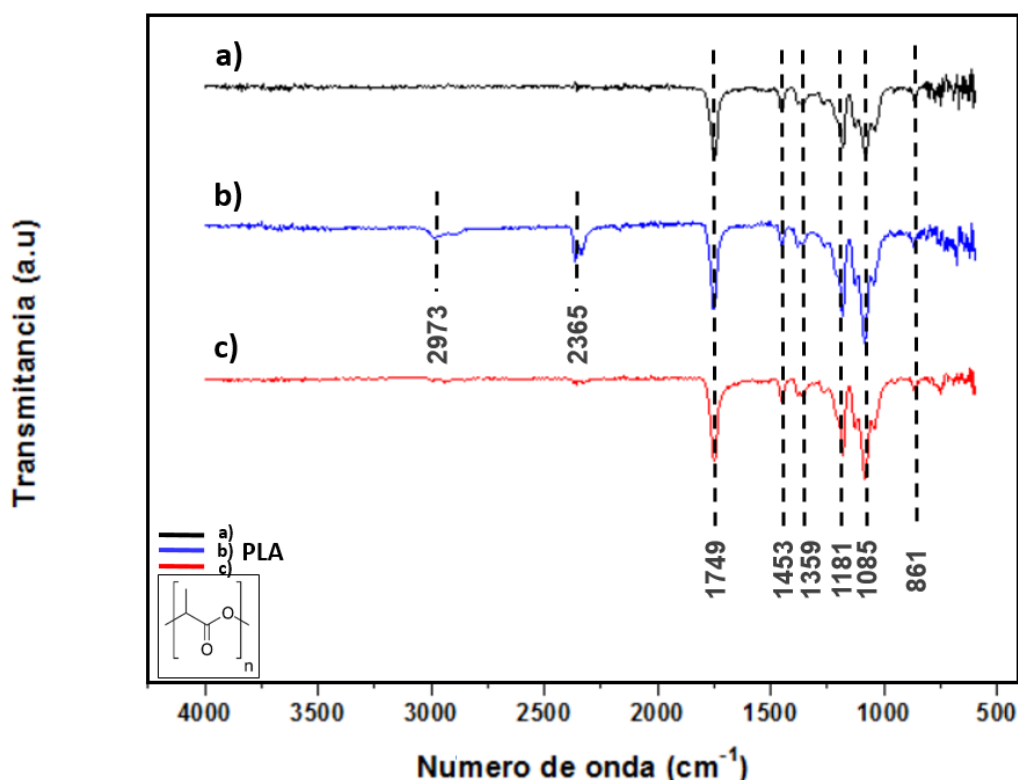 a)
b)
c)
2973
2365
1749
1453
1359
1181
1085
861
Transmitancia (a.u)
a)
b) PLA
c)
O
O
n
4000 3500 3000 2500 2000 1500 1000 500
Numero de onda (cm⁻¹)